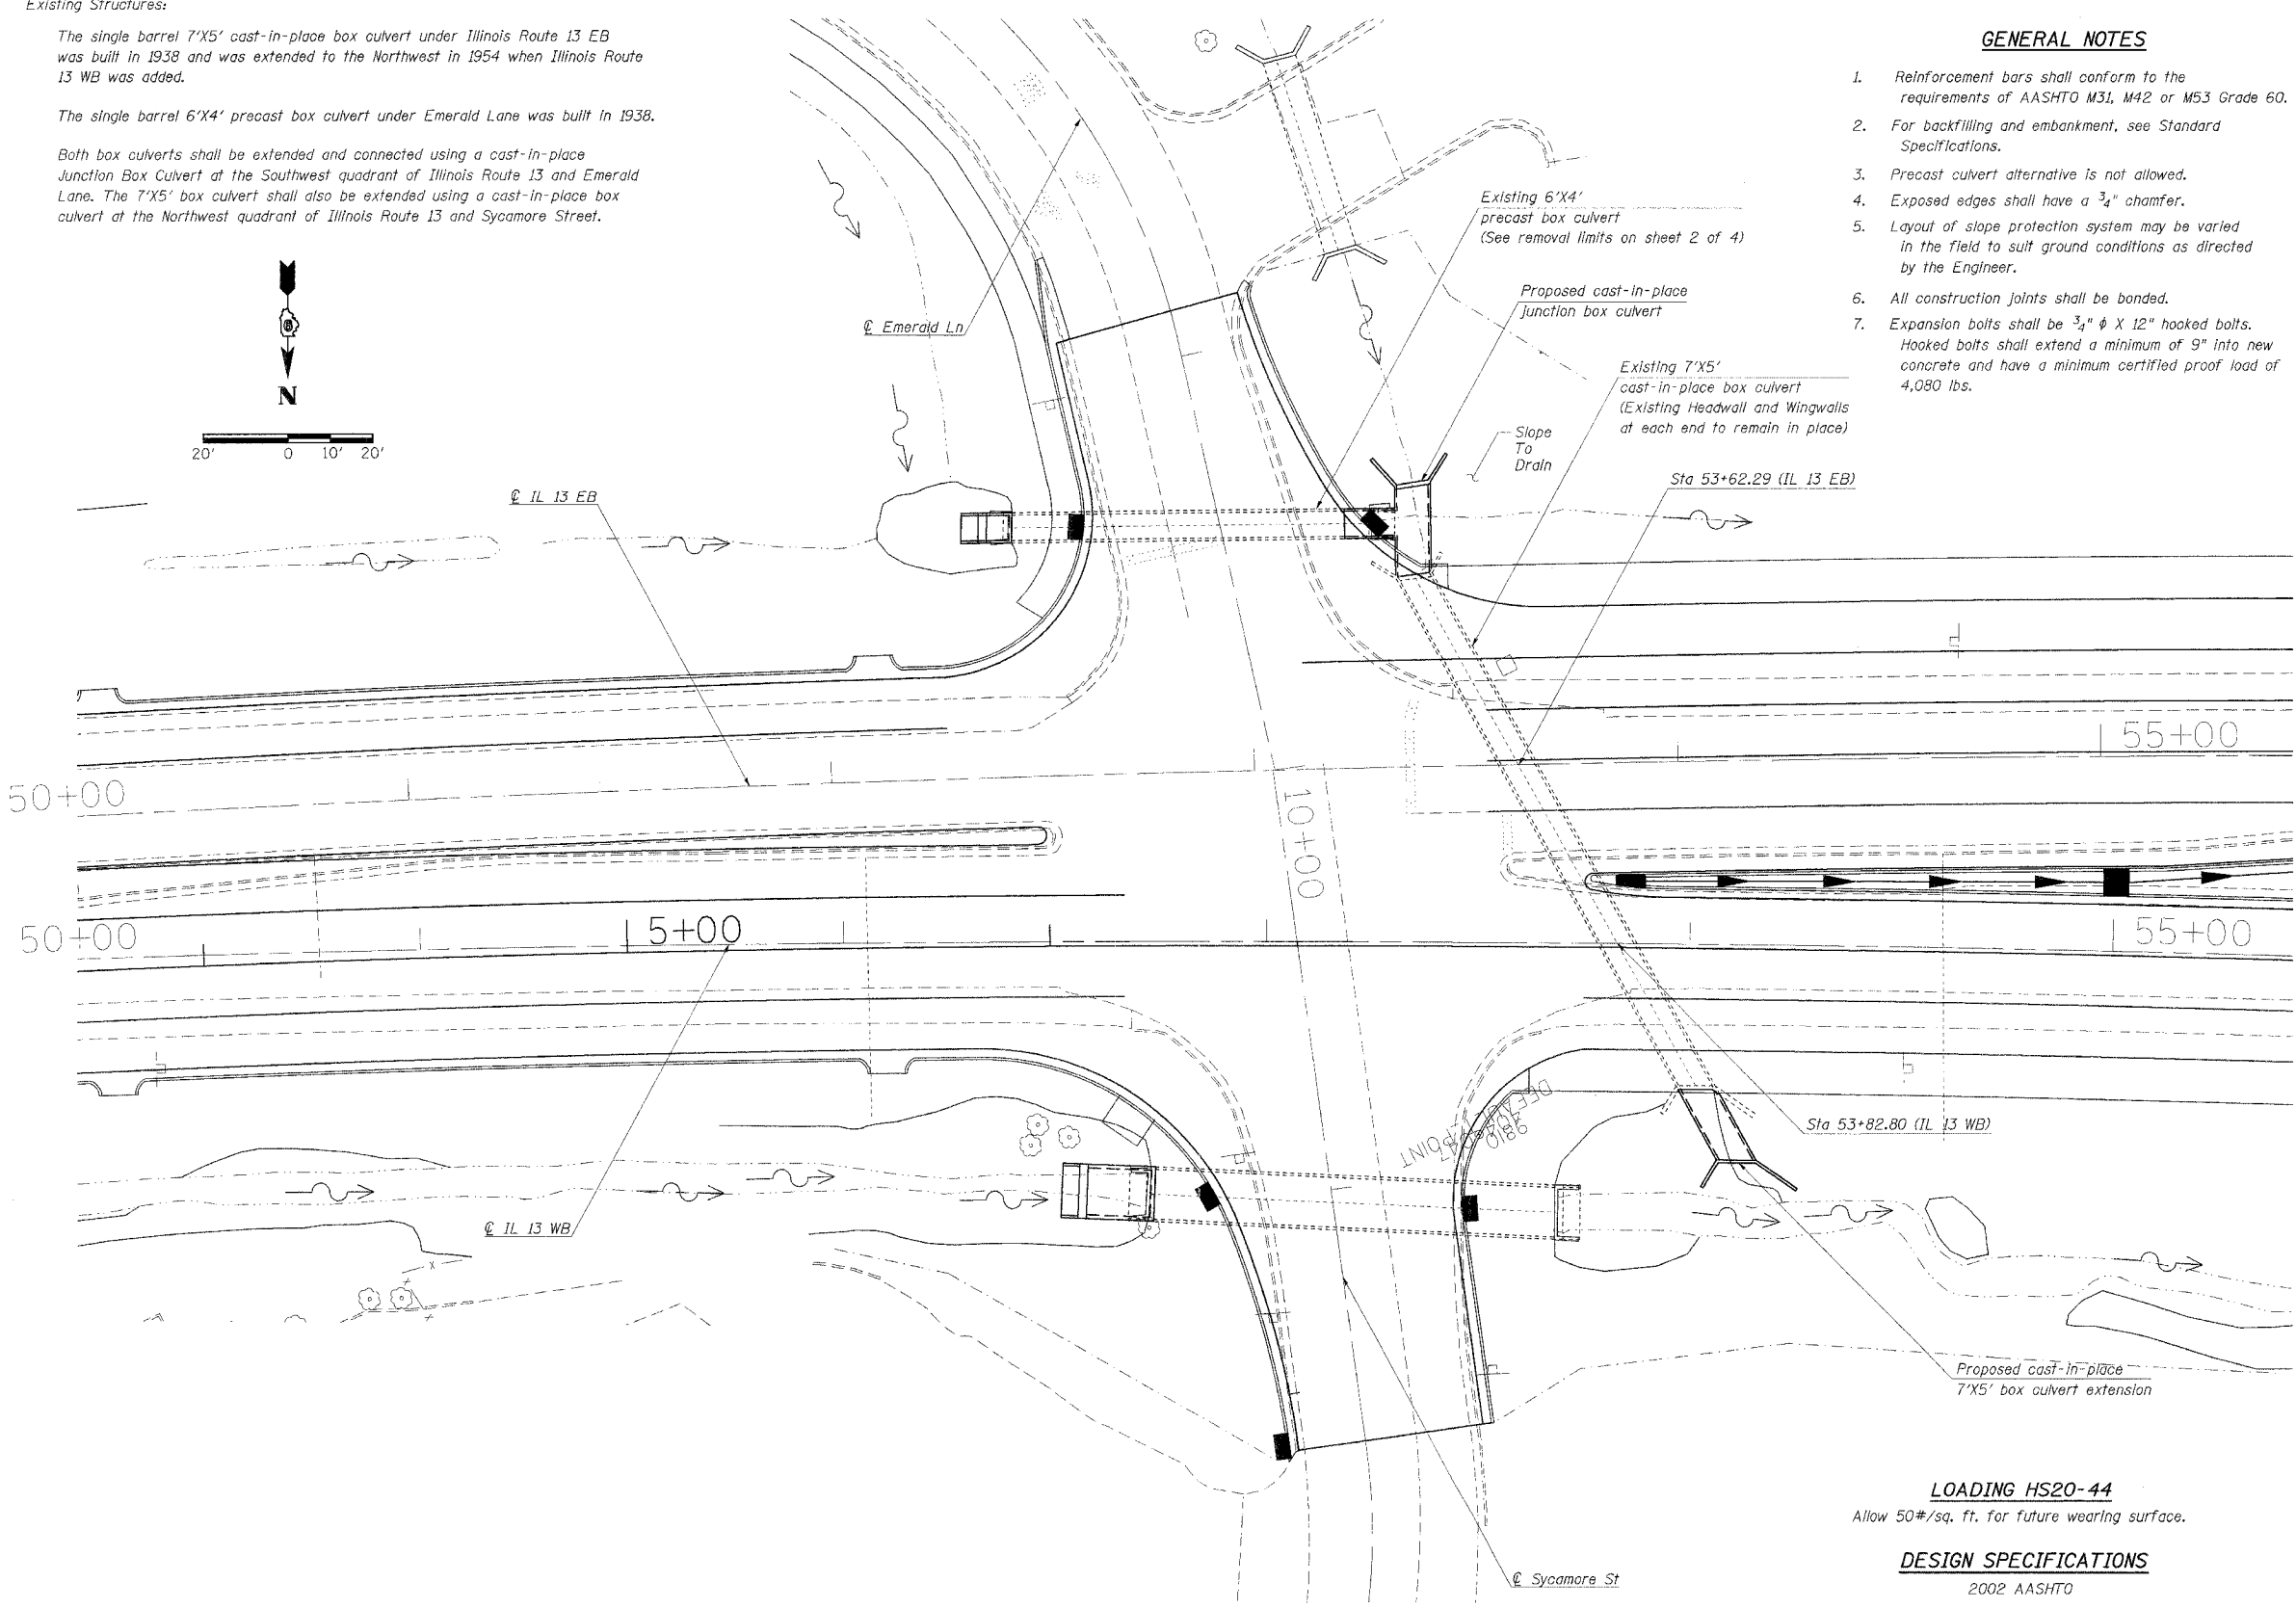 Existing Structures:
The single barrel 7'X5' cast-in-place box culvert under Illinois Route 13 EB
was built in 1938 and was extended to the Northwest in 1954 when Illinois Route
13 WB was added.
The single barrel 6'X4' precast box culvert under Emerald Lane was built in 1938.
Both box culverts shall be extended and connected using a cast-in-place
Junction Box Culvert at the Southwest quadrant of Illinois Route 13 and Emerald
Lane. The 7'X5' box culvert shall also be extended using a cast-in-place box
culvert at the Northwest quadrant of Illinois Route 13 and Sycamore Street.
N
20' 0 10' 20'
GENERAL NOTES
1. Reinforcement bars shall conform to the
requirements of AASHTO M31, M42 or M53 Grade 60.
2. For backfilling and embankment, see Standard
Specifications.
3. Precast culvert alternative is not allowed.
4. Exposed edges shall have a 3/4" chamfer.
5. Layout of slope protection system may be varied
in the field to suit ground conditions as directed
by the Engineer.
6. All construction joints shall be bonded.
7. Expansion bolts shall be 3/4" ϕ X 12" hooked bolts.
Hooked bolts shall extend a minimum of 9" into new
concrete and have a minimum certified proof load of
4,080 lbs.
Existing 6'X4'
precast box culvert
(See removal limits on sheet 2 of 4)
Proposed cast-in-place
junction box culvert
℄ Emerald Ln
Existing 7'X5'
cast-in-place box culvert
(Existing Headwall and Wingwalls
at each end to remain in place)
Slope
To
Drain
Sta 53+62.29 (IL 13 EB)
℄ IL 13 EB
50+00
55+00
10+00
50+00
5+00
55+00
Sta 53+82.80 (IL 13 WB)
℄ IL 13 WB
Proposed cast-in-place
7'X5' box culvert extension
℄ Sycamore St
LOADING HS20-44
Allow 50#/sq. ft. for future wearing surface.
DESIGN SPECIFICATIONS
2002 AASHTO